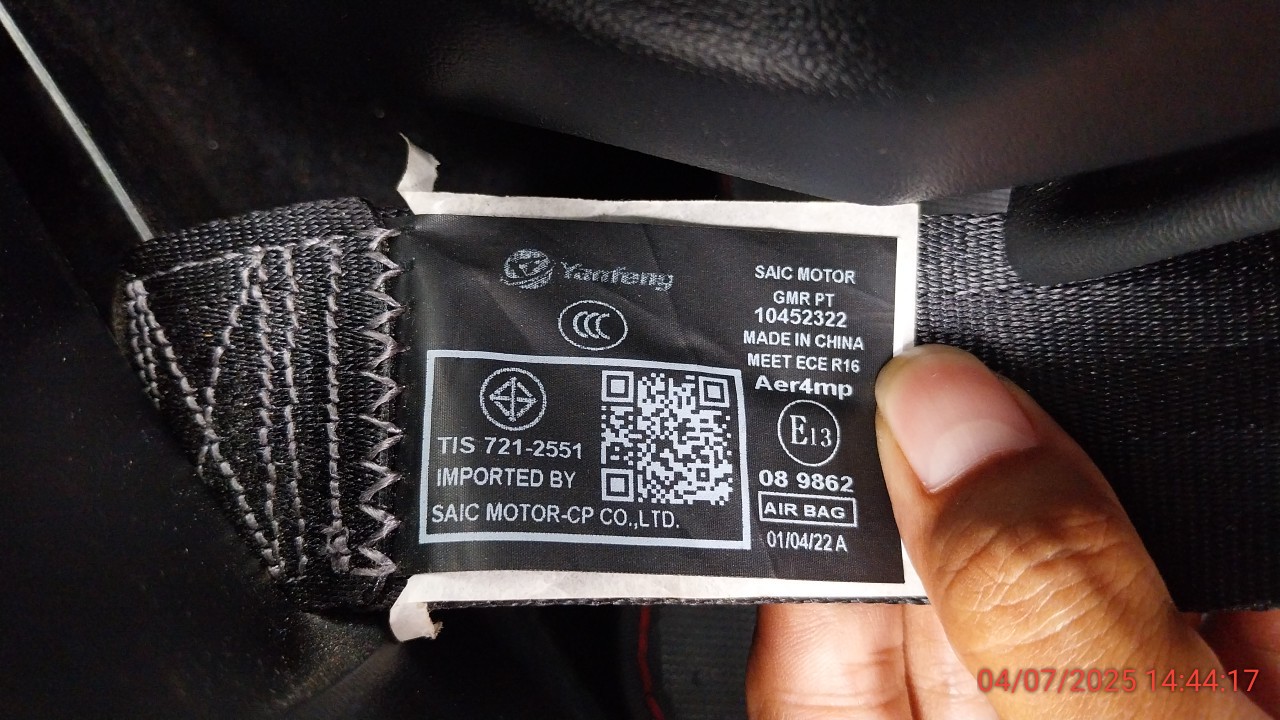 Yanfeng
CCC
TIS 721-2551
IMPORTED BY
SAIC MOTOR-CP CO.,LTD.
SAIC MOTOR
GMR PT
10452322
MADE IN CHINA
MEET ECE R16
Aer4mp
E13
08 9862
AIR BAG
01/04/22 A
04/07/2025 14:44:17